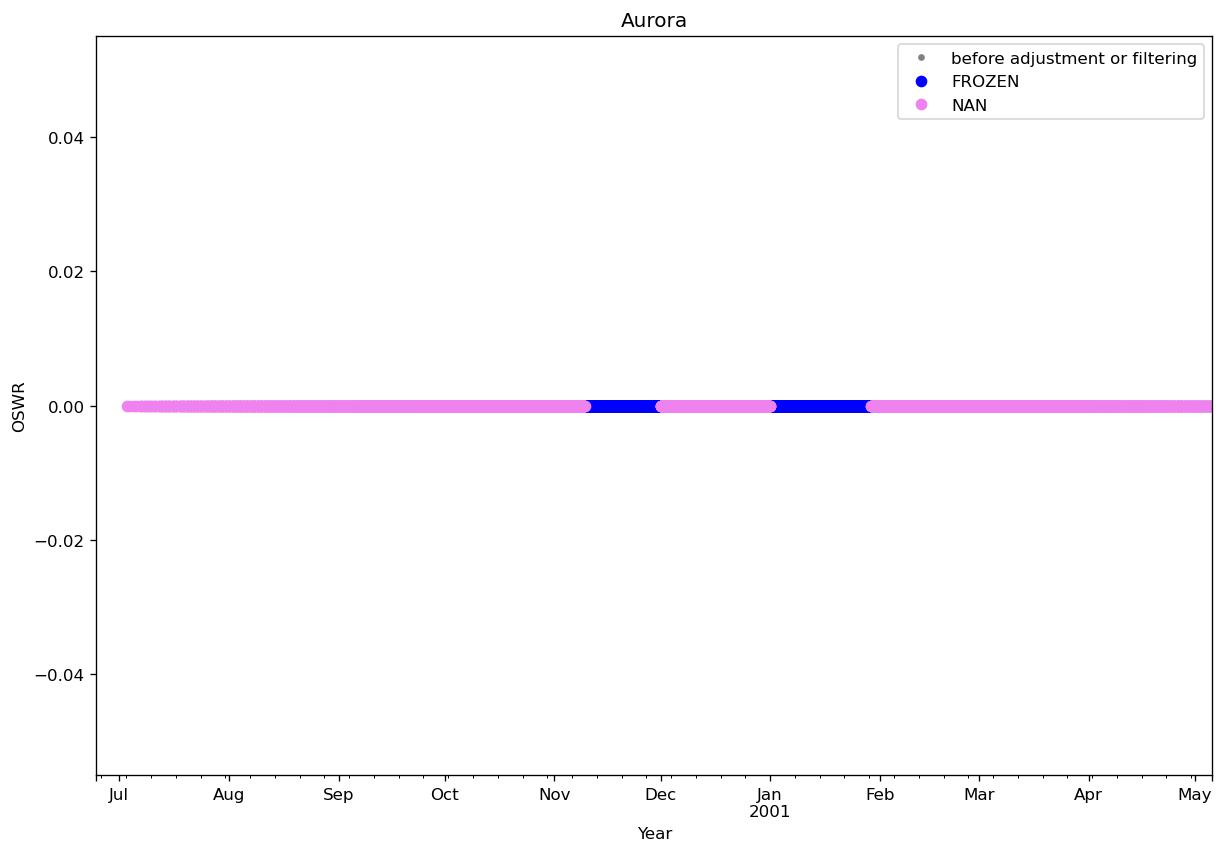 Aurora
before adjustment or filtering
FROZEN
NAN
0.04
0.02
0.00
−0.02
−0.04
OSWR
Jul Aug Sep Oct Nov Dec Jan Feb Mar Apr May
2001
Year